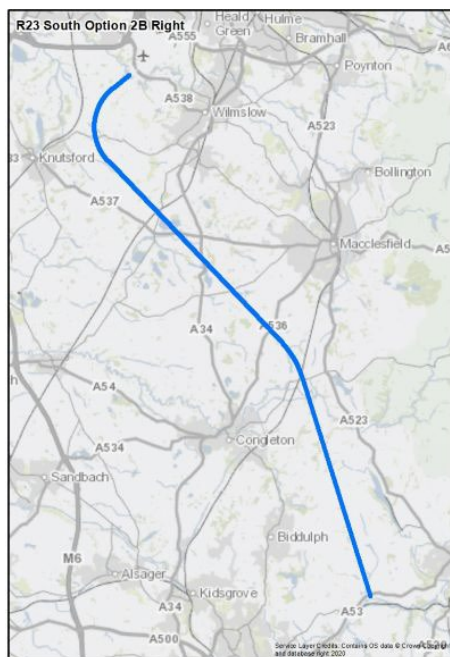 R23 South Option 2B Right
A555
Heald
Green
Hulme
Bramhall
Poynton
A538
Wilmslow
A523
Knutsford
Bollington
A537
Macclesfield
A34
A536
A54
A523
A534
Congleton
Sandbach
Biddulph
M6
Alsager
A34
Kidsgrove
A53
A500
A520
Service Layer Credits: Contains OS data © Crown Copyright
and database right 2020